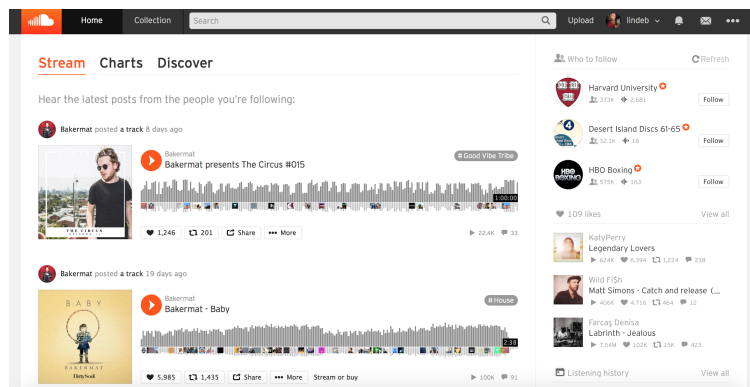 Home Collection Search Upload lindeb
Stream Charts Discover
Hear the latest posts from the people you're following:
Bakermat posted a track 8 days ago
Bakermat
# Good Vibe Tribe
Bakermat presents The Circus #015
THE CIRCUS
1:00:00
1,246 201 Share More 22.4K 33
Bakermat posted a track 19 days ago
Bakermat
# House
Bakermat - Baby
BABY
BAKERMAT
DirtySoul
2:38
5,985 1,435 Share More Stream or buy 100K 91
Who to follow Refresh
Harvard University
373K 2,681 Follow
4
Desert Island Discs 61-65
32.1K 16 Follow
HBO BOXING
HBO Boxing
575K 163 Follow
109 likes View all
KatyPerry
Legendary Lovers
624K 6,394 1,224 238
Wild Fi$h
Matt Simons - Catch and release (...
406K 4,716 464 12
Farcaş Denisa
Labrinth - Jealous
7.54M 102K 15K 423
Listening history View all